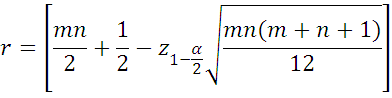 r = [mn/2 + 1/2 − z_{1−α/2} √(mn(m + n + 1)/12)]